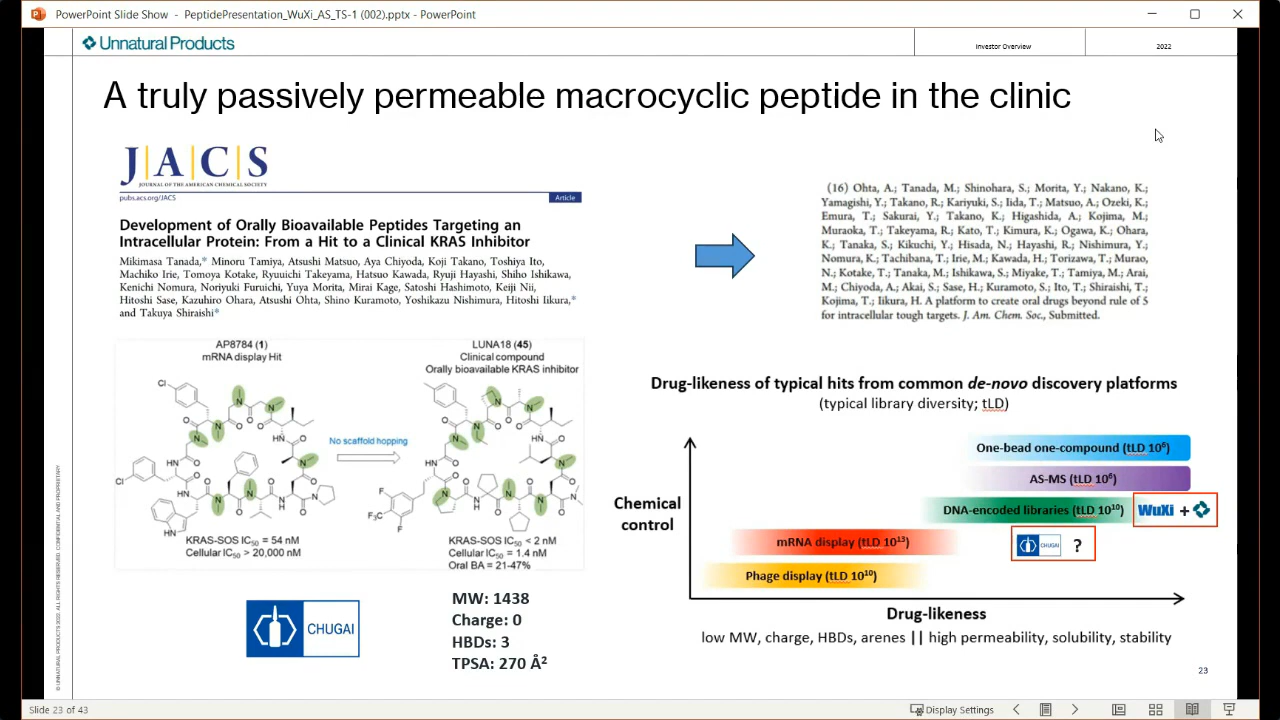 PowerPoint Slide Show - PeptidePresentation_WuXi_AS_TS-1 (002).pptx - PowerPoint
Unnatural Products
Investor Overview
2022
A truly passively permeable macrocyclic peptide in the clinic
J|A|C|S
JOURNAL OF THE AMERICAN CHEMICAL SOCIETY
pubs.acs.org/JACS
Article
Development of Orally Bioavailable Peptides Targeting an
Intracellular Protein: From a Hit to a Clinical KRAS Inhibitor
Mikimasa Tanada,* Minoru Tamiya, Atsushi Matsuo, Aya Chiyoda, Koji Takano, Toshiya Ito,
Machiko Irie, Tomoya Kotake, Ryuuichi Takeyama, Hatsuo Kawada, Ryuji Hayashi, Shiho Ishikawa,
Kenichi Nomura, Noriyuki Furuichi, Yuya Morita, Mirai Kage, Satoshi Hashimoto, Keiji Nii,
Hitoshi Sase, Kazuhiro Ohara, Atsushi Ohta, Shino Kuramoto, Yoshikazu Nishimura, Hitoshi Iikura,*
and Takuya Shiraishi*
(16) Ohta, A.; Tanada, M.; Shinohara, S.; Morita, Y.; Nakano, K.;
Yamagishi, Y.; Takano, R.; Kariyuki, S.; Iida, T.; Matsuo, A.; Ozeki, K.;
Emura, T.; Sakurai, Y.; Takano, K.; Higashida, A.; Kojima, M.;
Muraoka, T.; Takeyama, R.; Kato, T.; Kimura, K.; Ogawa, K.; Ohara,
K.; Tanaka, S.; Kikuchi, Y.; Hisada, N.; Hayashi, R.; Nishimura, Y.;
Nomura, K.; Tachibana, T.; Irie, M.; Kawada, H.; Torizawa, T.; Murao,
N.; Kotake, T.; Tanaka, M.; Ishikawa, S.; Miyake, T.; Tamiya, M.; Arai,
M.; Chiyoda, A.; Akai, S.; Sase, H.; Kuramoto, S.; Ito, T.; Shiraishi, T.;
Kojima, T.; Iikura, H. A platform to create oral drugs beyond rule of 5
for intracellular tough targets. J. Am. Chem. Soc., Submitted.
AP8784 (1)
mRNA display Hit
LUNA18 (45)
Clinical compound
Orally bioavailable KRAS inhibitor
No scaffold hopping
KRAS-SOS IC50 = 54 nM
Cellular IC50 > 20,000 nM
KRAS-SOS IC50 < 2 nM
Cellular IC50 = 1.4 nM
Oral BA = 21-47%
CHUGAI
MW: 1438
Charge: 0
HBDs: 3
TPSA: 270 Å²
Drug-likeness of typical hits from common de-novo discovery platforms
(typical library diversity; tLD)
Chemical
control
One-bead one-compound (tLD 10⁶)
AS-MS (tLD 10⁶)
DNA-encoded libraries (tLD 10¹⁰)
WuXi +
mRNA display (tLD 10¹³)
CHUGAI ?
Phage display (tLD 10¹⁰)
Drug-likeness
low MW, charge, HBDs, arenes || high permeability, solubility, stability
© UNNATURAL PRODUCTS 2022. ALL RIGHTS RESERVED. CONFIDENTIAL AND PROPRIETARY
23
Slide 23 of 43
Display Settings